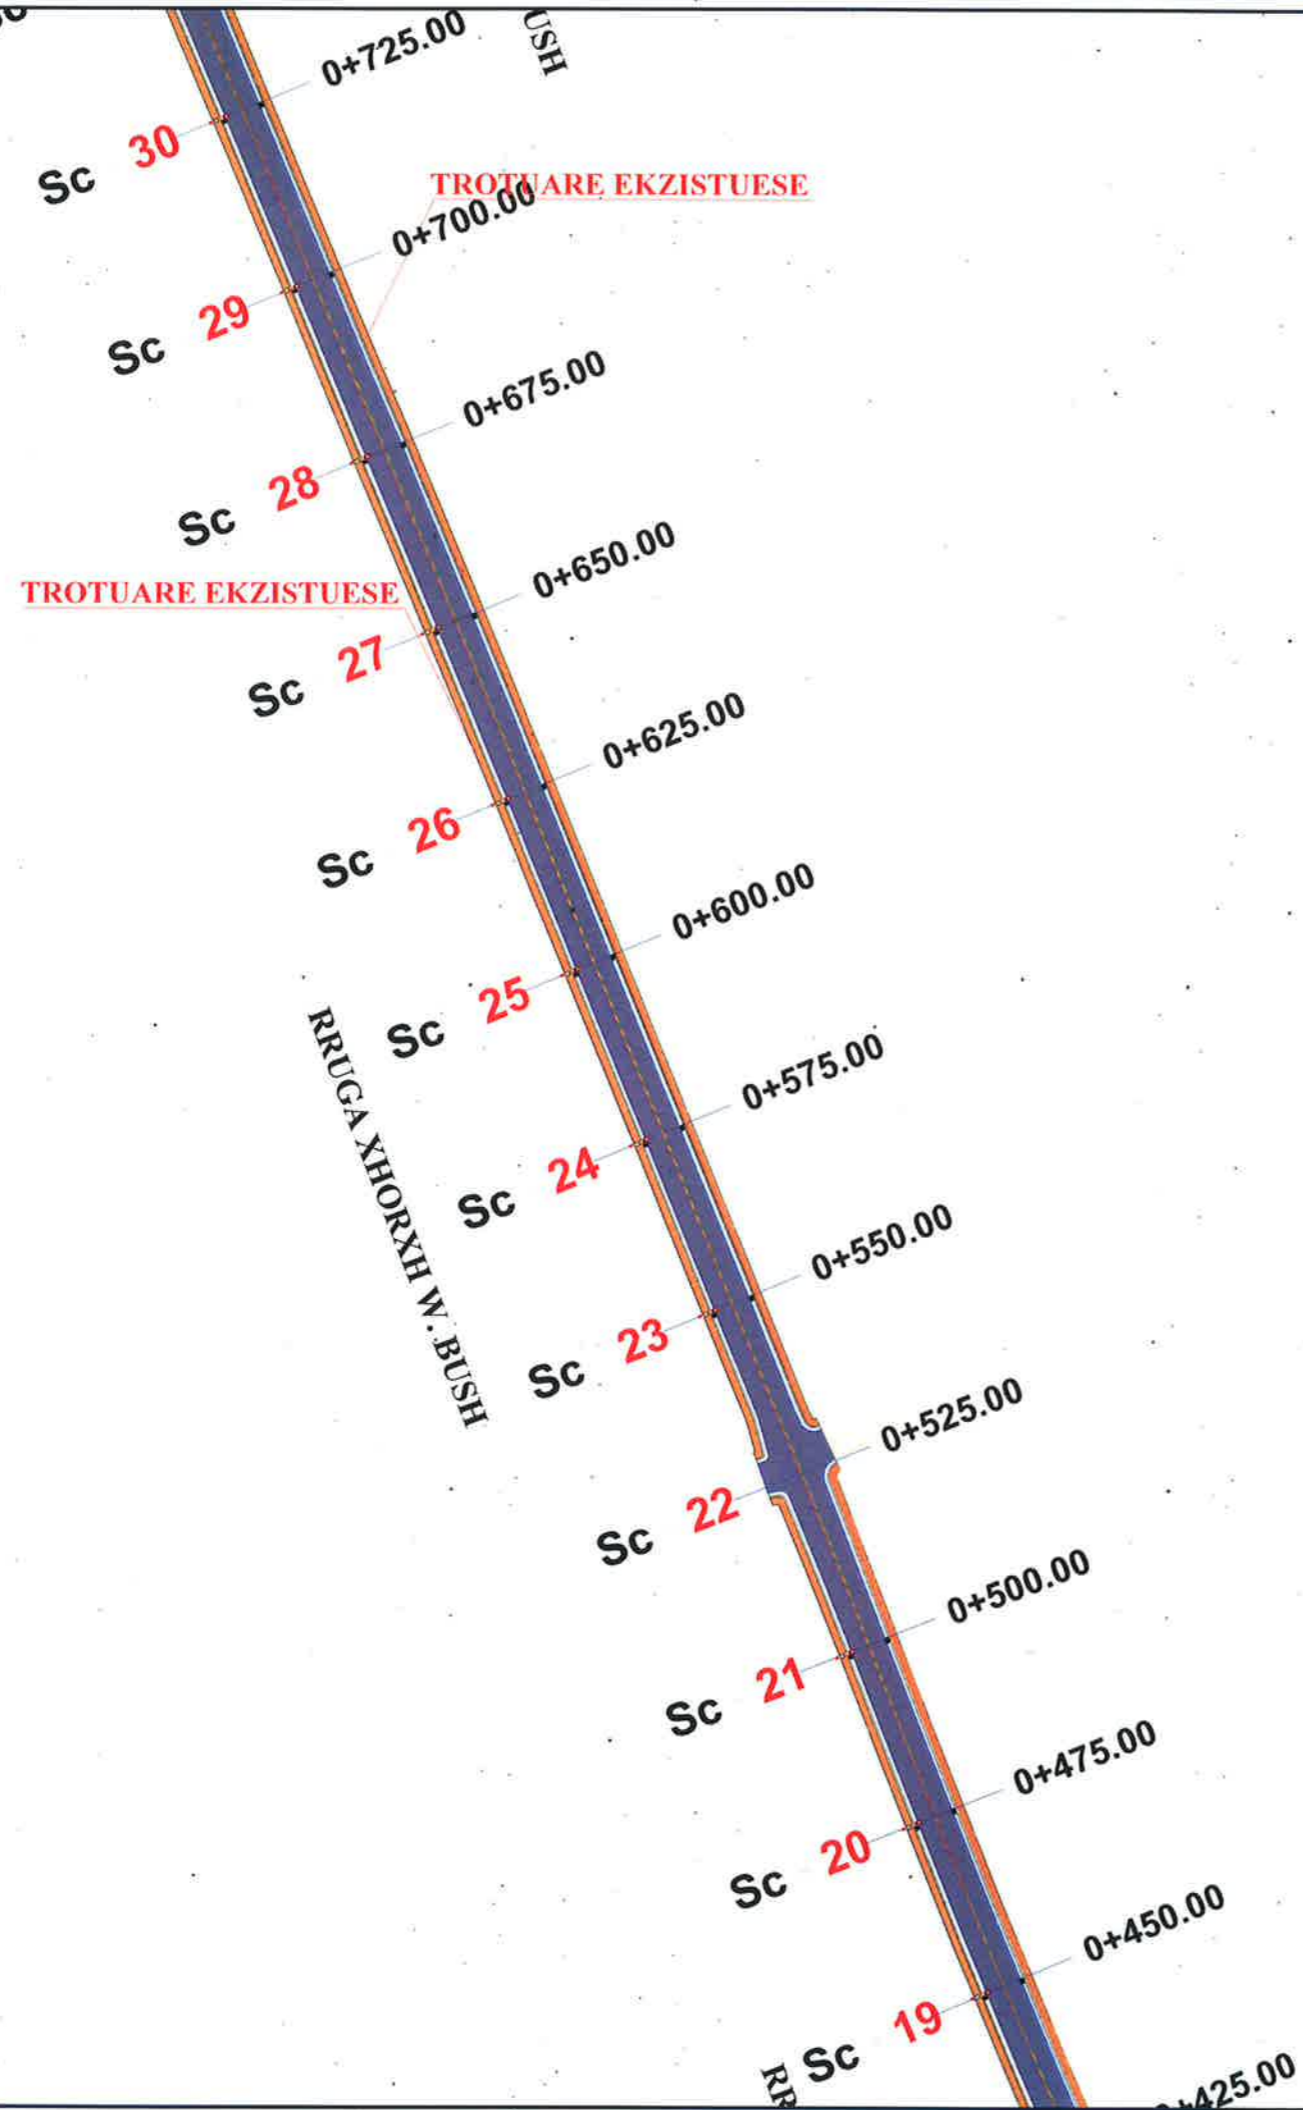 USH
0+725.00
Sc 30
TROTUARE EKZISTUESE
0+700.00
Sc 29
0+675.00
Sc 28
0+650.00
TROTUARE EKZISTUESE
Sc 27
0+625.00
Sc 26
0+600.00
Sc 25
RRUGA XHORXH W. BUSH
0+575.00
Sc 24
0+550.00
Sc 23
0+525.00
Sc 22
0+500.00
Sc 21
0+475.00
Sc 20
0+450.00
Sc 19
RR
+425.00